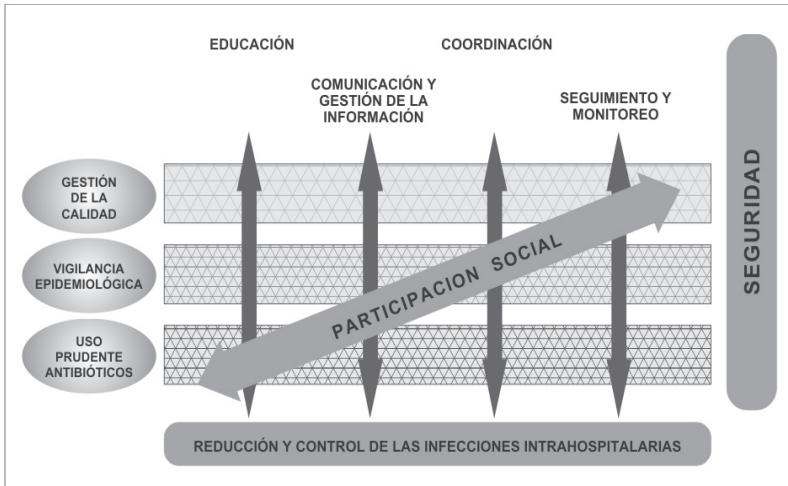 EDUCACIÓN
COORDINACIÓN
COMUNICACIÓN Y
GESTIÓN DE LA
INFORMACIÓN
SEGUIMIENTO Y
MONITOREO
GESTIÓN
DE LA
CALIDAD
VIGILANCIA
EPIDEMIOLÓGICA
USO
PRUDENTE
ANTIBIÓTICOS
PARTICIPACION SOCIAL
SEGURIDAD
REDUCCIÓN Y CONTROL DE LAS INFECCIONES INTRAHOSPITALARIAS